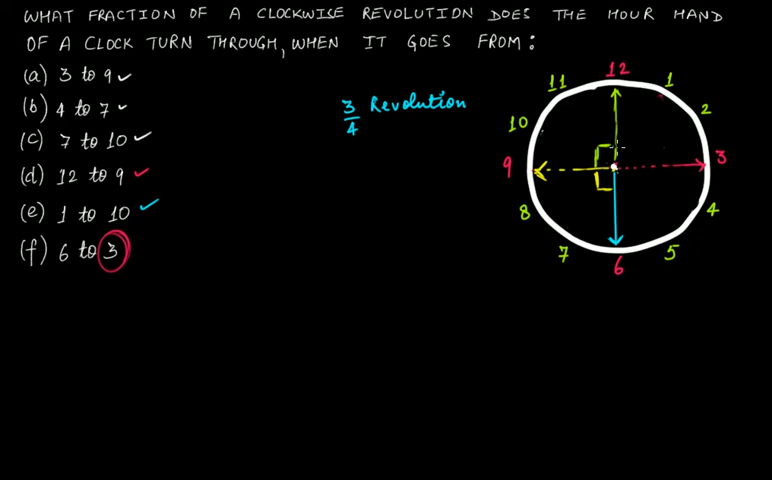 WHAT FRACTION OF A CLOCKWISE REVOLUTION DOES THE HOUR HAND
OF A CLOCK TURN THROUGH, WHEN IT GOES FROM:
(a) 3 to 9
(b) 4 to 7
(c) 7 to 10
(d) 12 to 9
(e) 1 to 10
(f) 6 to 3
3/4 Revolution
12
11 1
10 2
9 3
8 4
7 5
6